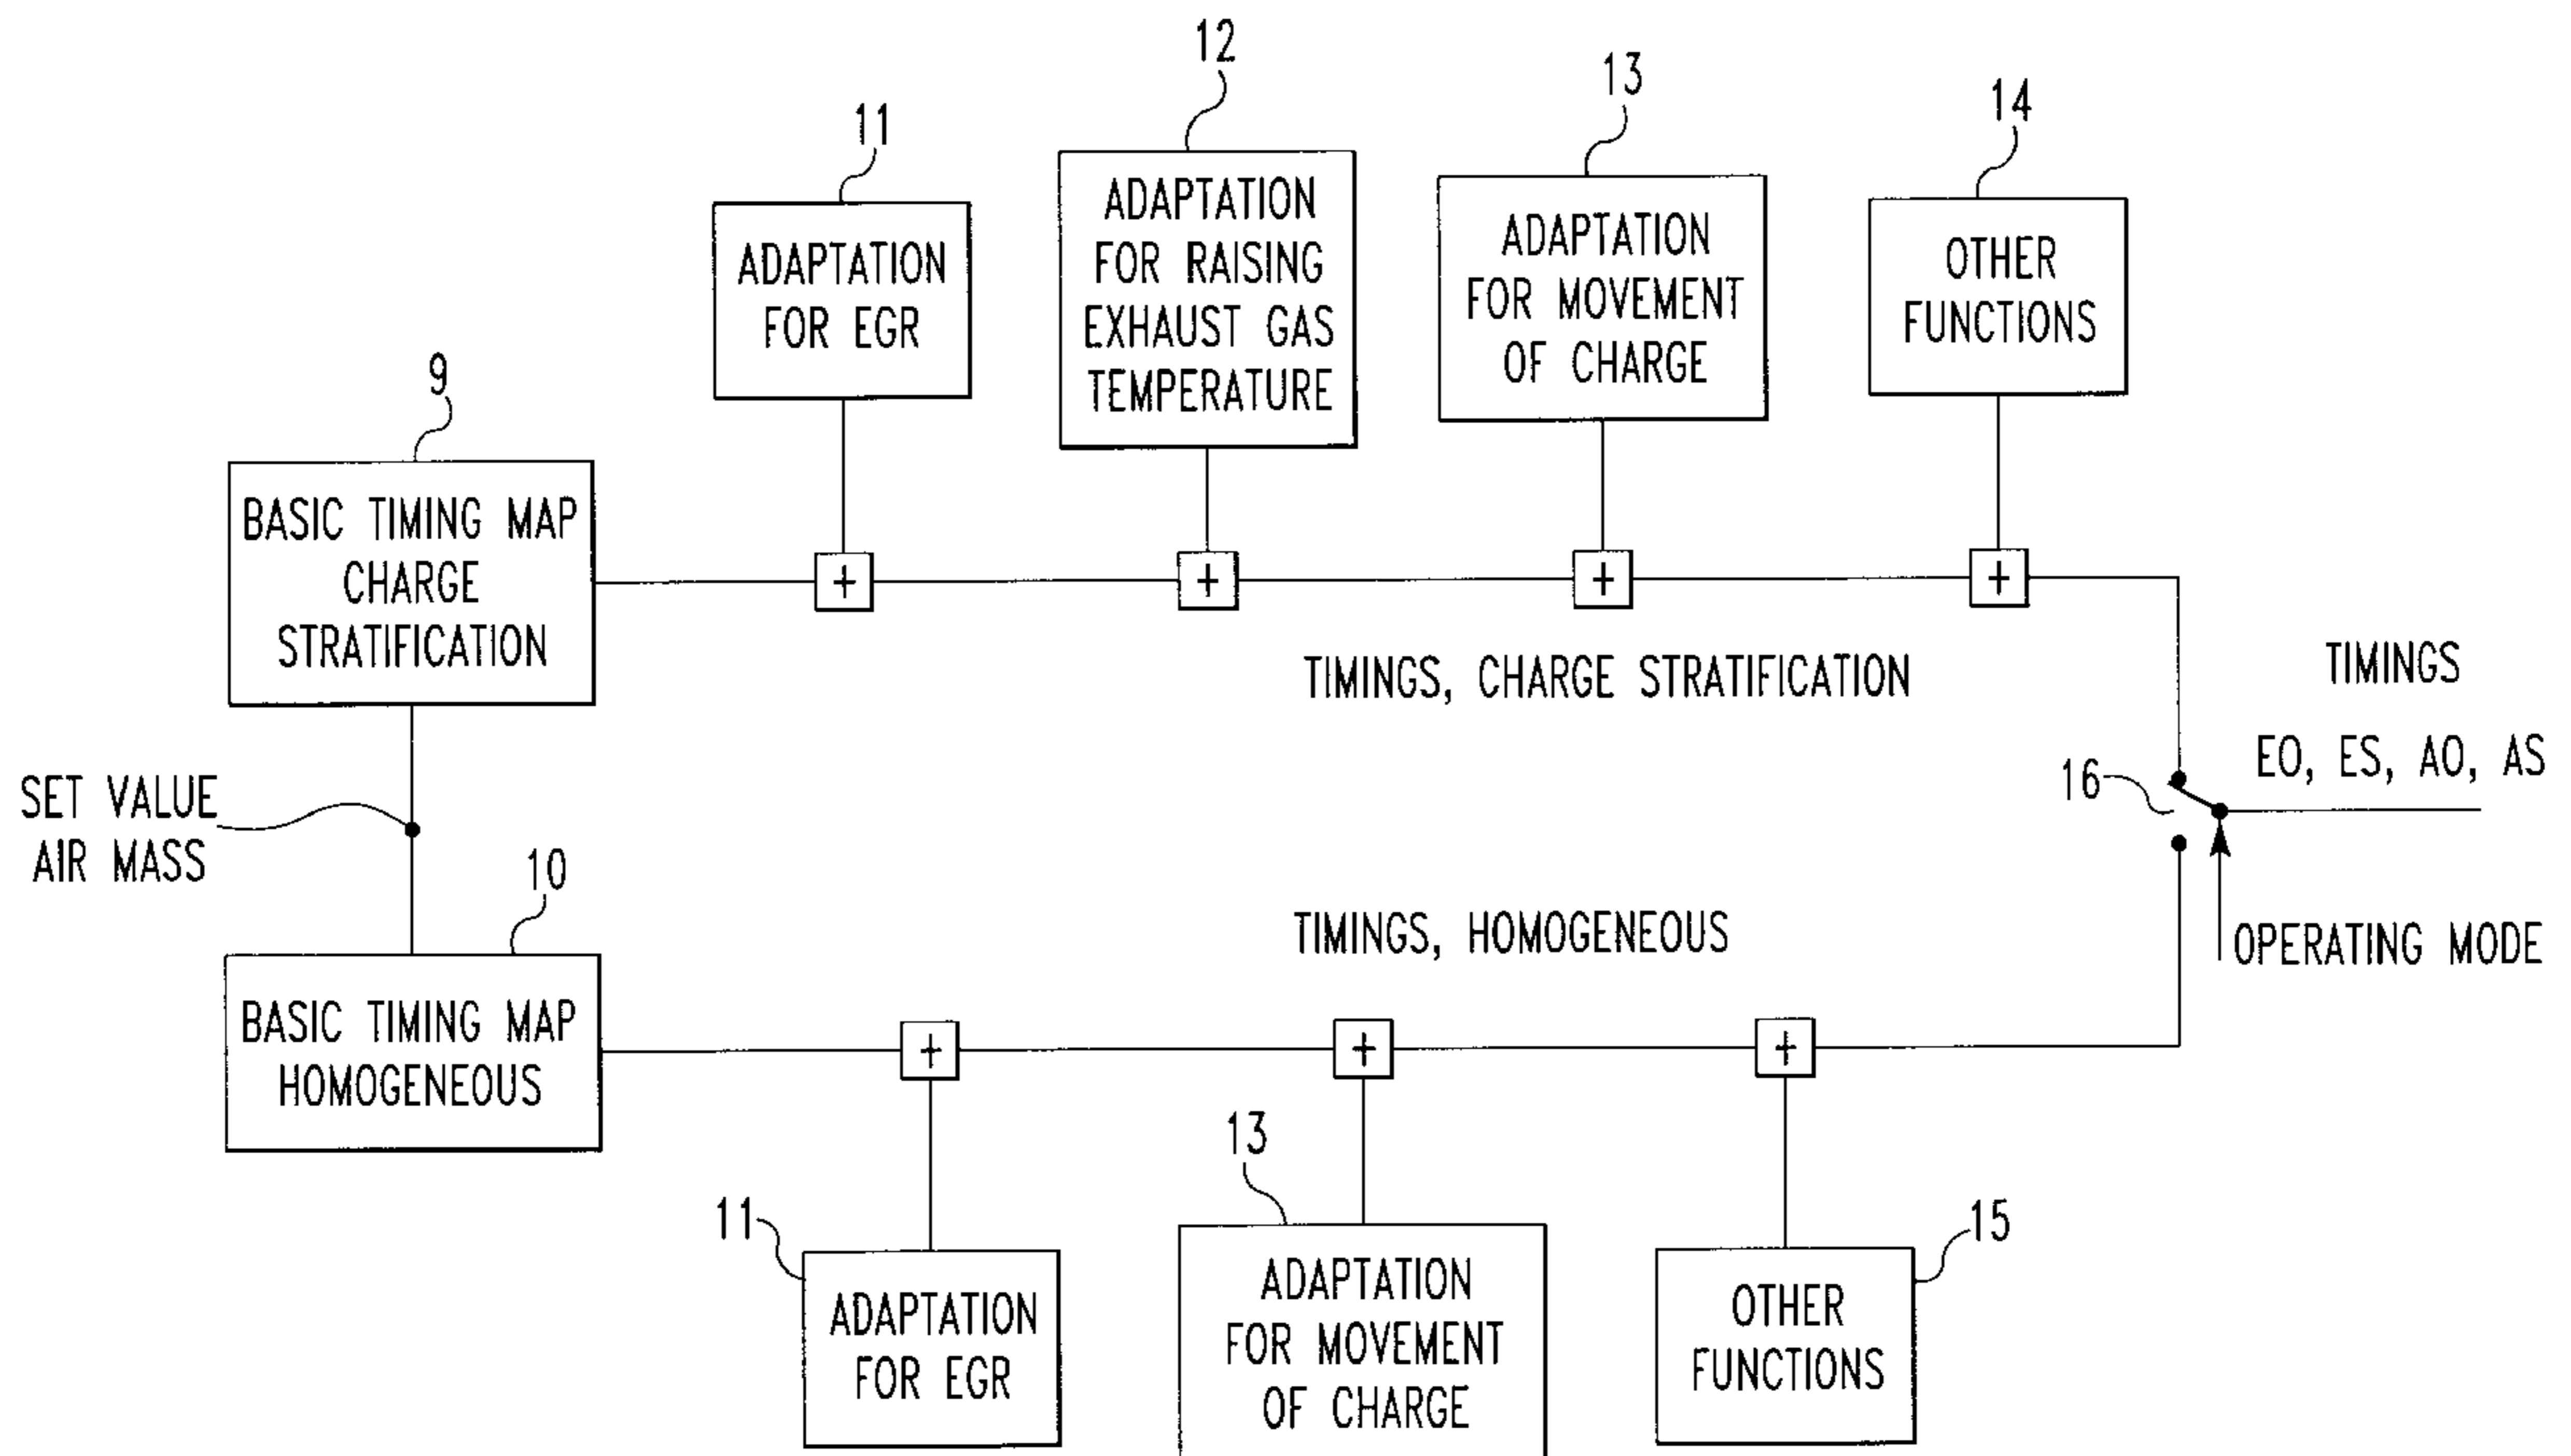 12
13
14
11
ADAPTATION
FOR EGR
ADAPTATION
FOR RAISING
EXHAUST GAS
TEMPERATURE
ADAPTATION
FOR MOVEMENT
OF CHARGE
OTHER
FUNCTIONS
9
BASIC TIMING MAP
CHARGE
STRATIFICATION
+
+
+
+
TIMINGS, CHARGE STRATIFICATION
TIMINGS
EO, ES, AO, AS
16
SET VALUE
AIR MASS
OPERATING MODE
TIMINGS, HOMOGENEOUS
10
BASIC TIMING MAP
HOMOGENEOUS
+
+
+
11
ADAPTATION
FOR EGR
13
ADAPTATION
FOR MOVEMENT
OF CHARGE
15
OTHER
FUNCTIONS